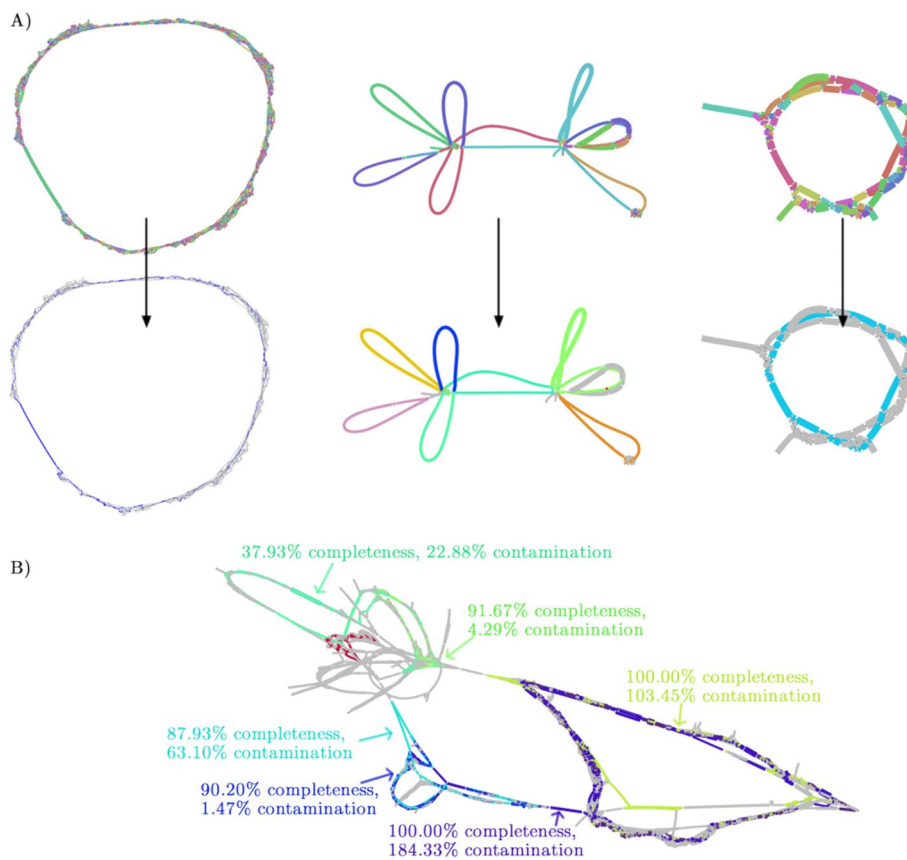 A)
B)
37.93% completeness, 22.88% contamination
91.67% completeness,
4.29% contamination
100.00% completeness,
103.45% contamination
87.93% completeness,
63.10% contamination
90.20% completeness,
1.47% contamination
100.00% completeness,
184.33% contamination